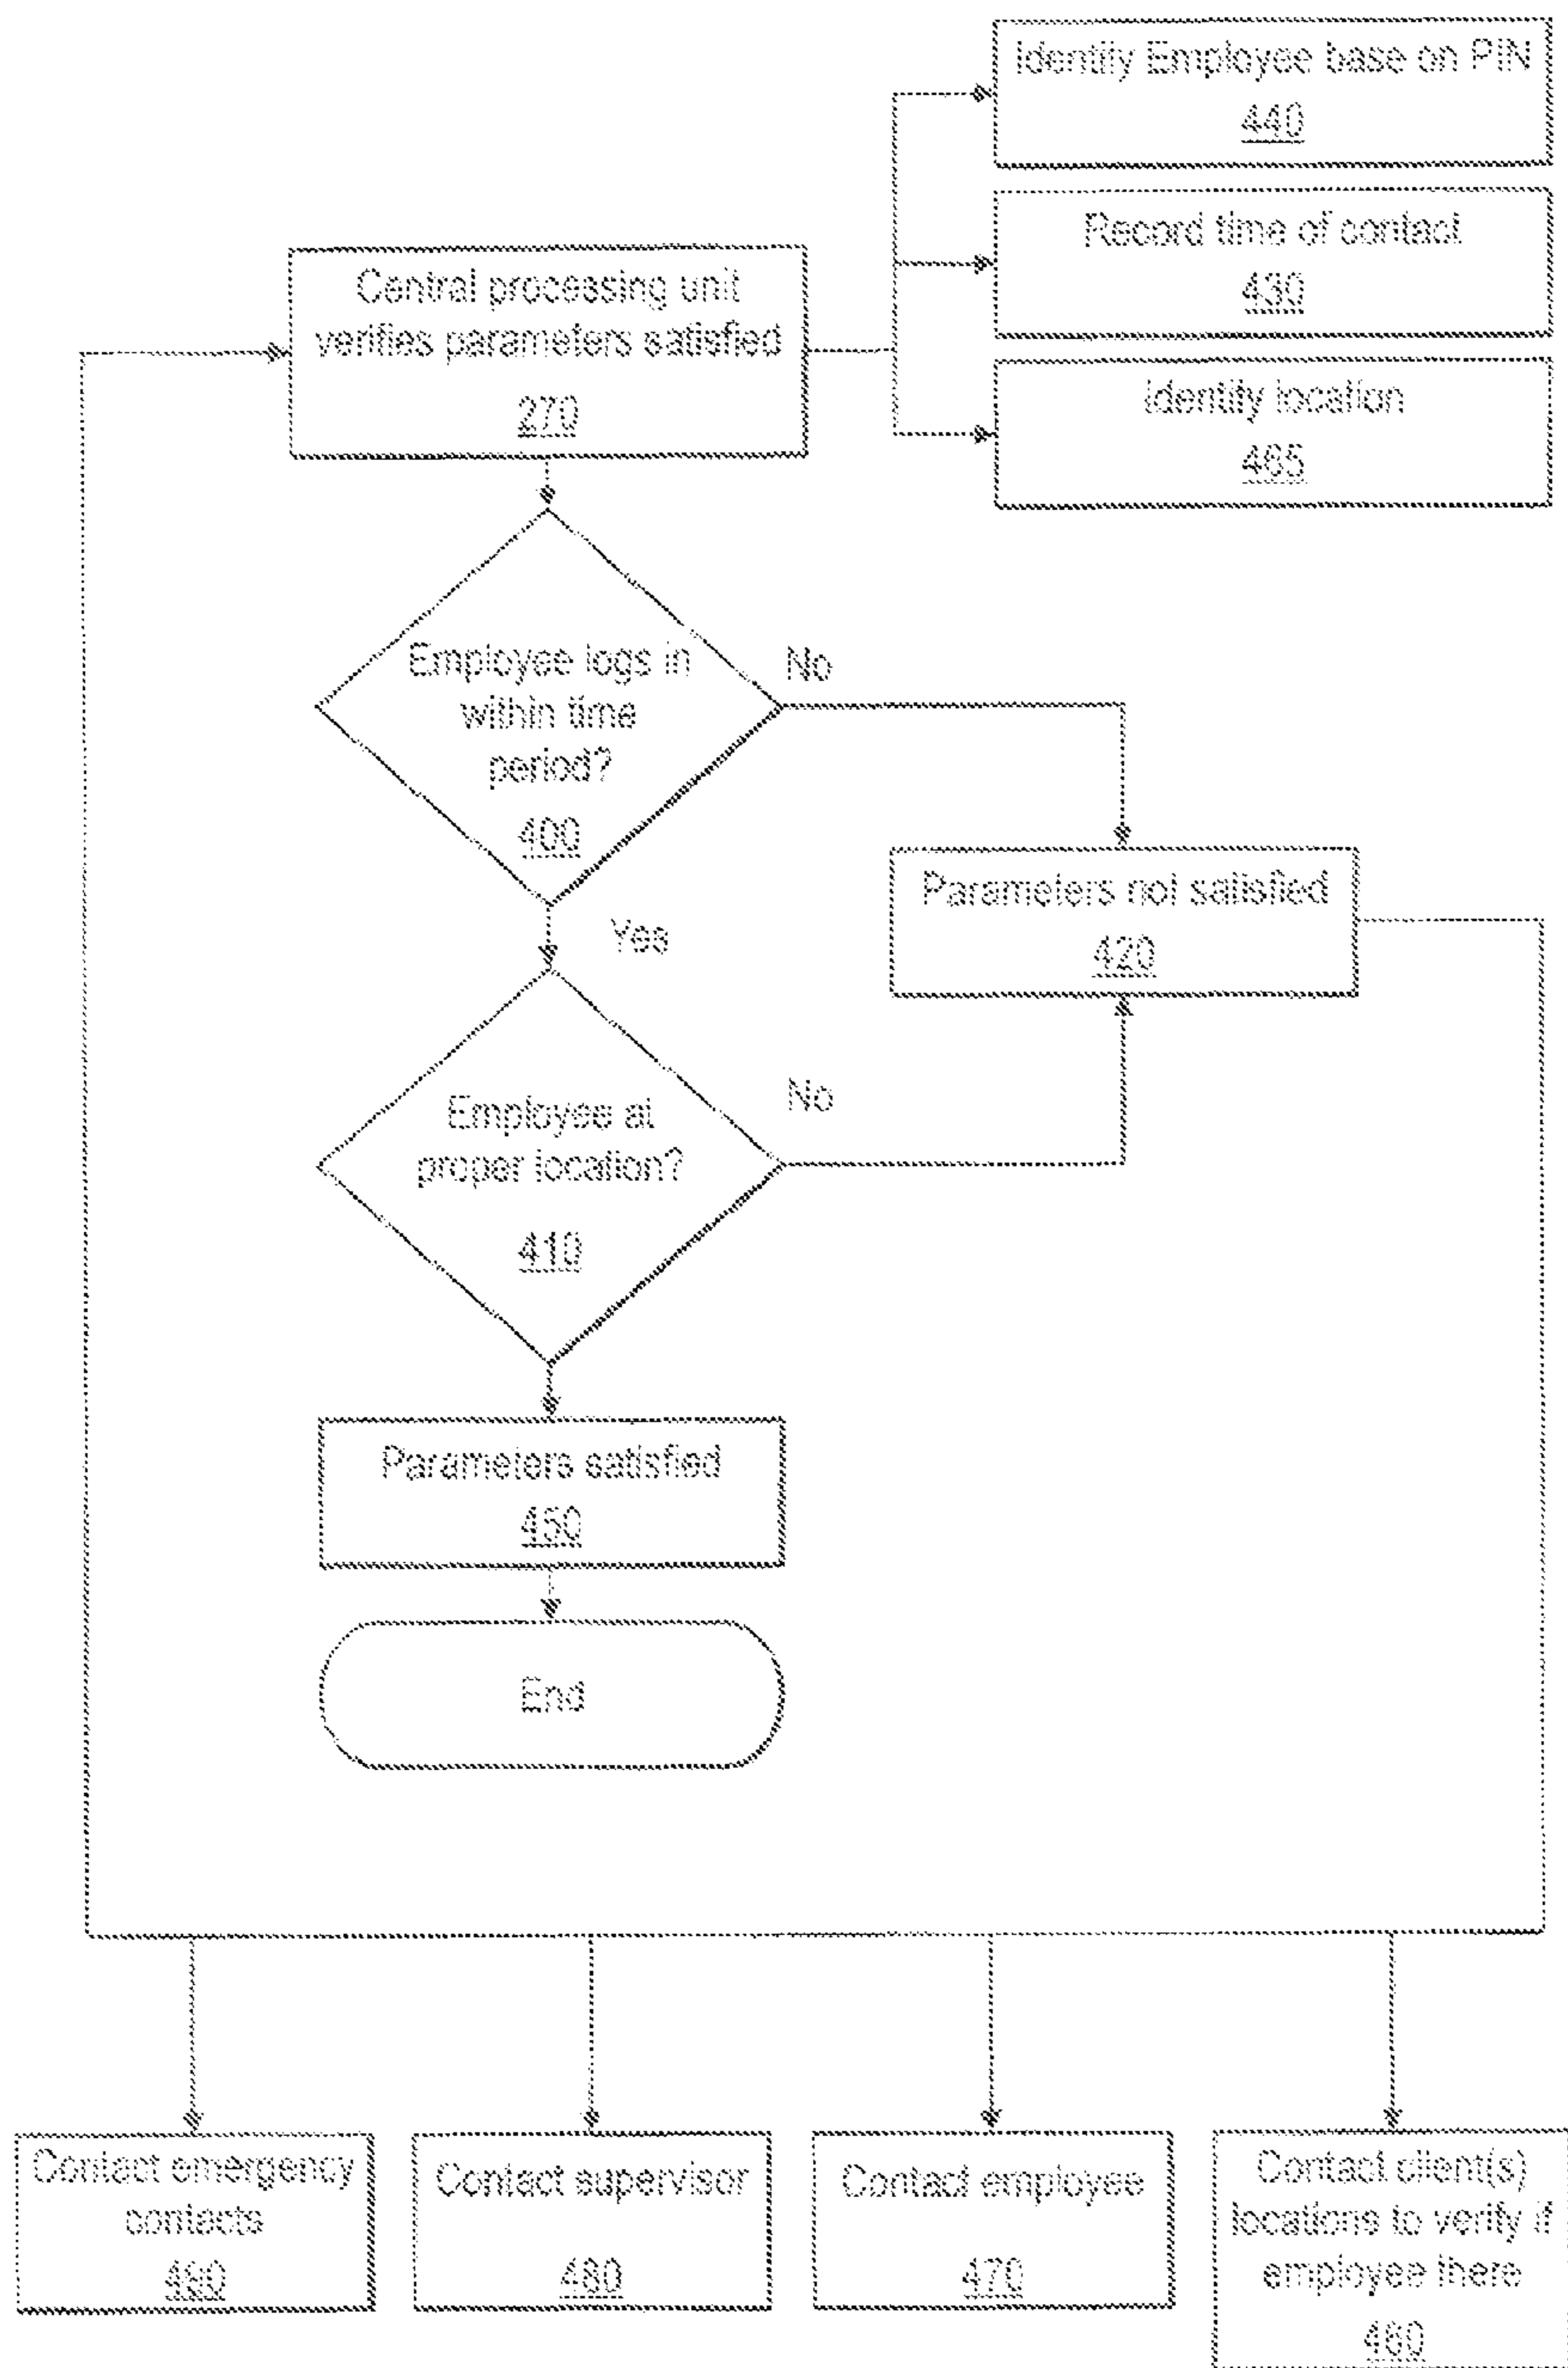 Identify Employee base on PIN
440
Record time of contact
430
Identify location
465
Central processing unit
verifies parameters satisfied
270
Employee logs in
within time
period?
400
No
Yes
Parameters not satisfied
420
Employee at
proper location?
410
No
Parameters satisfied
450
End
Contact emergency
contacts
490
Contact supervisor
480
Contact employee
470
Contact client(s)
locations to verify if
employee there
460